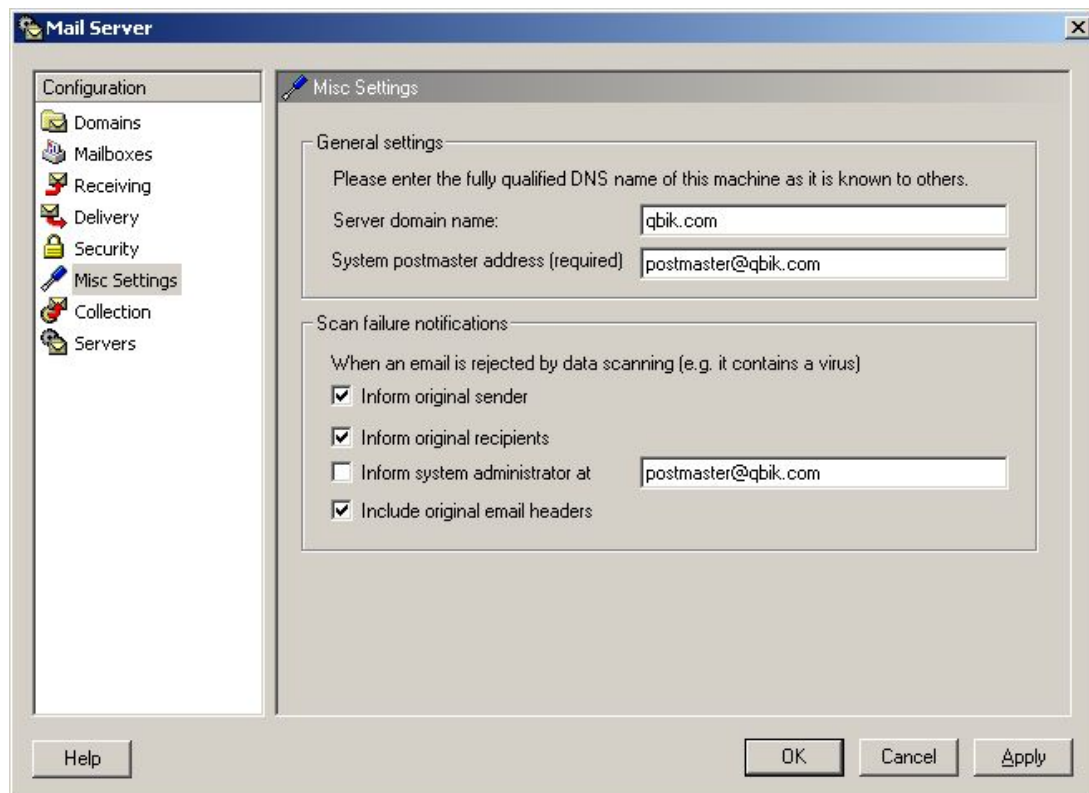 Mail Server
Configuration
Domains
Mailboxes
Receiving
Delivery
Security
Misc Settings
Collection
Servers
Misc Settings
General settings
Please enter the fully qualified DNS name of this machine as it is known to others.
Server domain name: qbik.com
System postmaster address (required) postmaster@qbik.com
Scan failure notifications
When an email is rejected by data scanning (e.g. it contains a virus)
Inform original sender
Inform original recipients
Inform system administrator at postmaster@qbik.com
Include original email headers
Help OK Cancel Apply